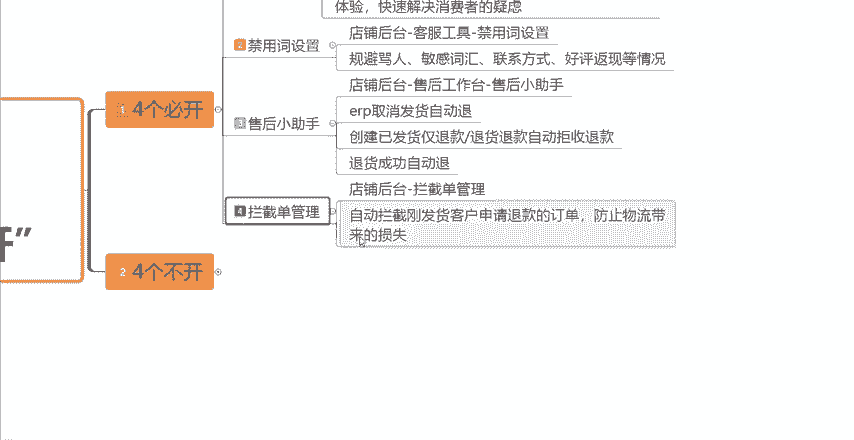 体验，快速解决消费者的疑虑
店铺后台-客服工具-禁用词设置
2 禁用词设置
规避骂人、敏感词汇、联系方式、好评返现等情况
店铺后台-售后工作台-售后小助手
1 4个必开
erp取消发货自动退
3 售后小助手
创建已发货仅退款/退货退款自动拒收退款
退货成功自动退
店铺后台-拦截单管理
4 拦截单管理
自动拦截刚发货客户申请退款的订单，防止物流带
来的损失
2 4个不开